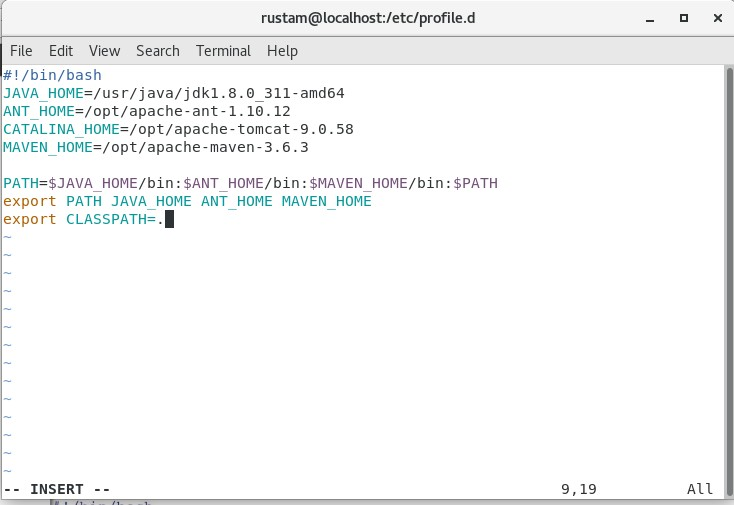 rustam@localhost:/etc/profile.d
File Edit View Search Terminal Help
#!/bin/bash
JAVA_HOME=/usr/java/jdk1.8.0_311-amd64
ANT_HOME=/opt/apache-ant-1.10.12
CATALINA_HOME=/opt/apache-tomcat-9.0.58
MAVEN_HOME=/opt/apache-maven-3.6.3
PATH=$JAVA_HOME/bin:$ANT_HOME/bin:$MAVEN_HOME/bin:$PATH
export PATH JAVA_HOME ANT_HOME MAVEN_HOME
export CLASSPATH=.
~
~
~
~
~
~
~
~
~
~
~
~
~
~
-- INSERT -- 9,19 All